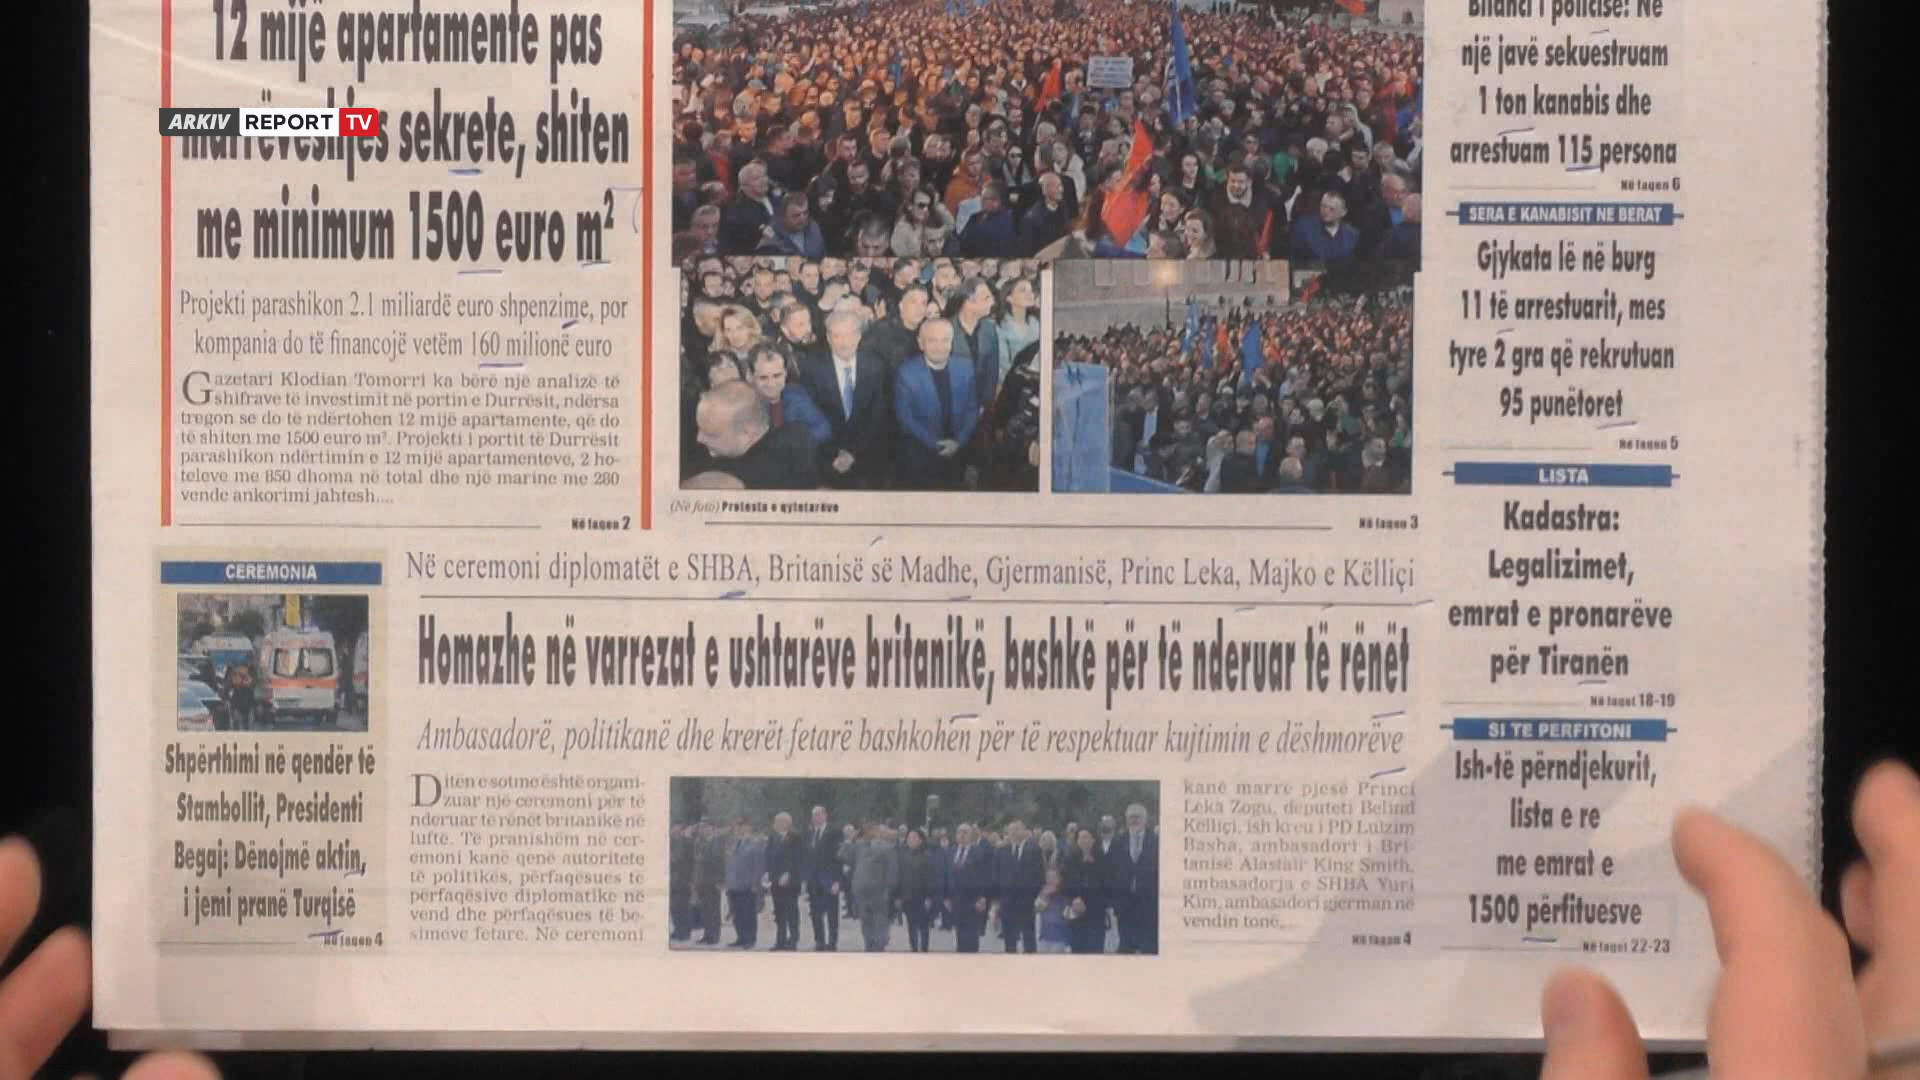 12 mijë apartamente pas
marrëveshjes sekrete, shiten
me minimum 1500 euro m²
Projekti parashikon 2.1 miliardë euro shpenzime, por
kompania do të financojë vetëm 160 milionë euro
Gazetari Klodian Tomorri ka bërë një analizë të
shifrave të investimit në portin e Durrësit, ndërsa
tregon se do të ndërtohen 12 mijë apartamente, që do
të shiten me 1500 euro m². Projekti i portit të Durrësit
parashikon ndërtimin e 12 mijë apartamenteve, 2 ho-
televe me 850 dhoma në total dhe një marine me 280
vende ankorimi jahtesh....
Në faqen 2
ARKIV REPORT TV
(Në foto) Protesta e qytetarëve
Në faqen 3
Bilanci i policisë: Në
një javë sekuestruam
1 ton kanabis dhe
arrestuam 115 persona
Në faqen 6
SERA E KANABISIT NE BERAT
Gjykata lë në burg
11 të arrestuarit, mes
tyre 2 gra që rekrutuan
95 punëtoret
Në faqen 5
LISTA
Kadastra:
Legalizimet,
emrat e pronarëve
për Tiranën
Në faqet 18-19
SI TE PERFITONI
Ish-të përndjekurit,
lista e re
me emrat e
1500 përfituesve
Në faqet 22-23
CEREMONIA
Shpërthimi në qendër të
Stambollit, Presidenti
Begaj: Dënojmë aktin,
i jemi pranë Turqisë
Në faqen 4
Në ceremoni diplomatët e SHBA, Britanisë së Madhe, Gjermanisë, Princ Leka, Majko e Këlliçi
Homazhe në varrezat e ushtarëve britanikë, bashkë për të nderuar të rënët
Ambasadorë, politikanë dhe krerët fetarë bashkohen për të respektuar kujtimin e dëshmorëve
Ditën e sotme është organi-
zuar një ceremoni për të
nderuar të rënët britanikë në
luftë. Të pranishëm në cer-
emoni kanë qenë autoritete
të politikës, përfaqësues të
përfaqësive diplomatike në
vend dhe përfaqësues të be-
simeve fetare. Në ceremoni
kanë marrë pjesë Princi
Leka Zogu, deputeti Belind
Këlliçi, ish kreu i PD Lulzim
Basha, ambasadori i Bri-
tanisë Alastair King Smith,
ambasadorja e SHBA Yuri
Kim, ambasadori gjerman në
vendin tonë,...
Në faqen 4